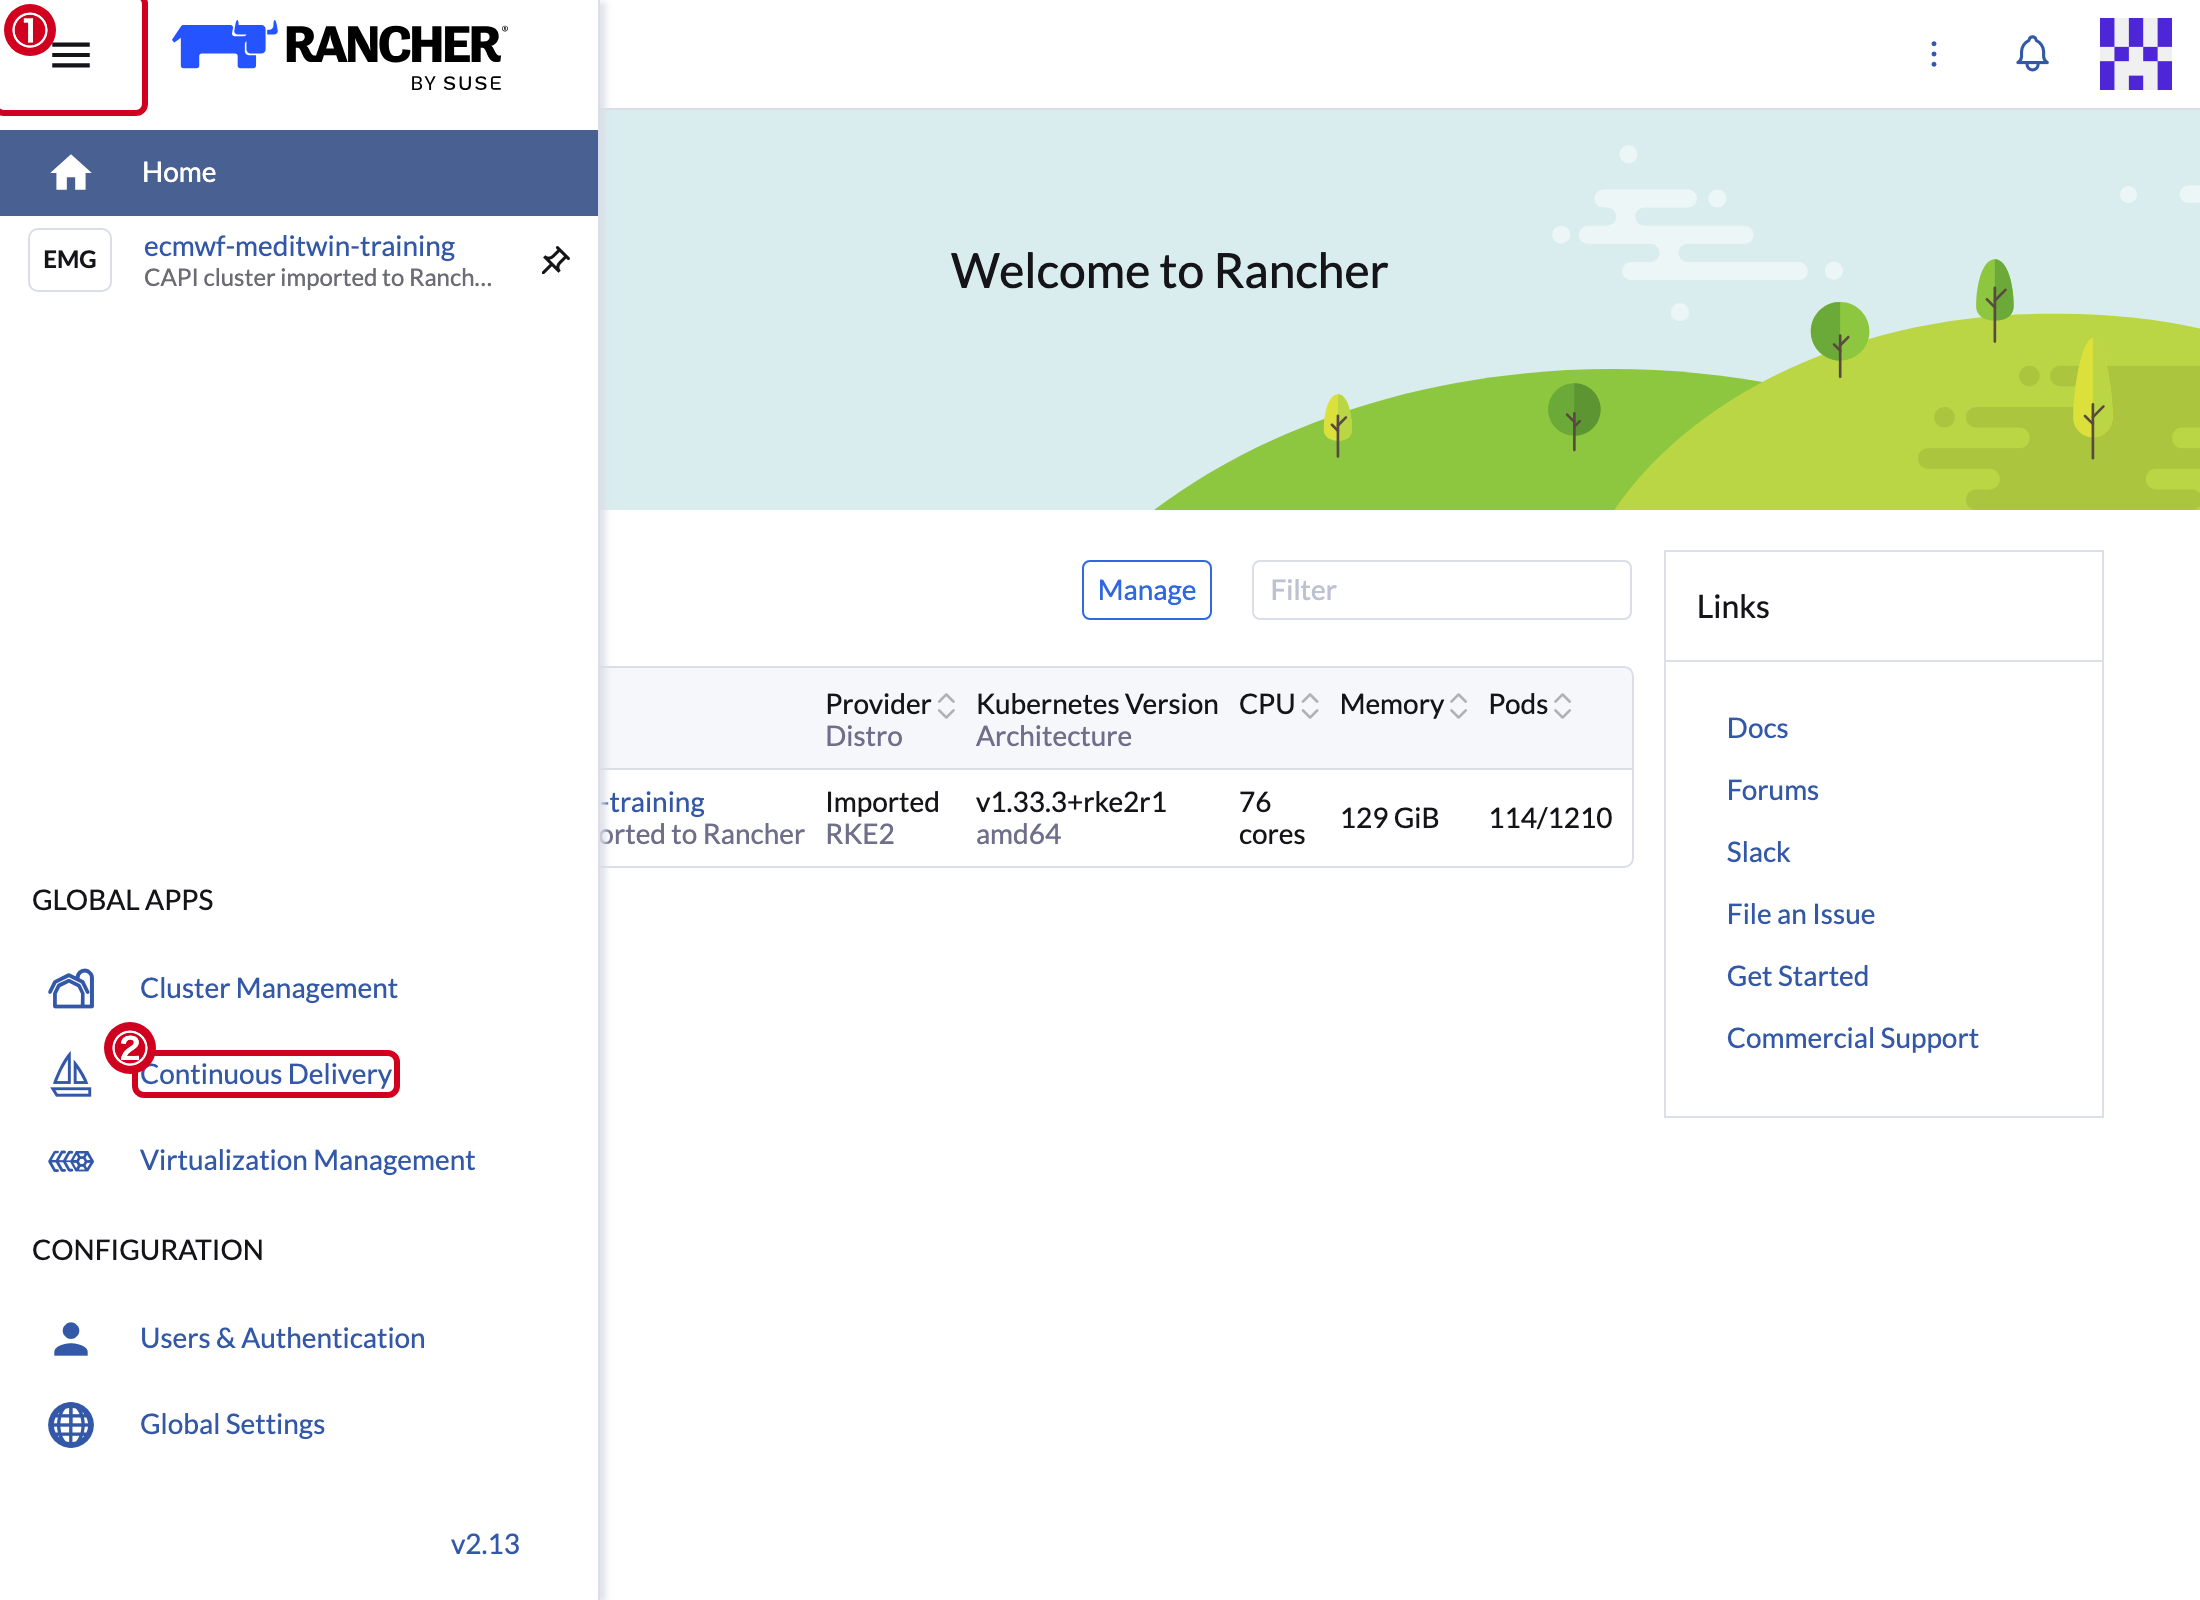 ①
RANCHER®
BY SUSE
Home
EMG
ecmwf-meditwin-training
CAPI cluster imported to Ranch...
Welcome to Rancher
Manage
Filter
Links
Provider
Kubernetes Version
CPU
Memory
Pods
Distro
Architecture
-training
Imported
v1.33.3+rke2r1
76
cores
129 GiB
114/1210
orted to Rancher
RKE2
amd64
Docs
Forums
Slack
File an Issue
Get Started
Commercial Support
GLOBAL APPS
Cluster Management
②
Continuous Delivery
Virtualization Management
CONFIGURATION
Users & Authentication
Global Settings
v2.13